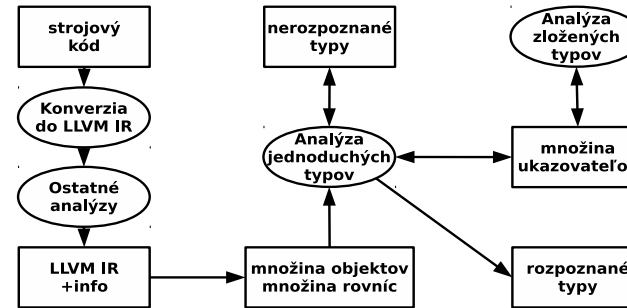 strojový
kód
Konverzia
do LLVM IR
Ostatné
analýzy
LLVM IR
+info
nerozpoznané
typy
Analýza
jednoduchých
typov
množina objektov
množina rovníc
Analýza
zložených
typov
množina
ukazovateľo
rozpoznané
typy